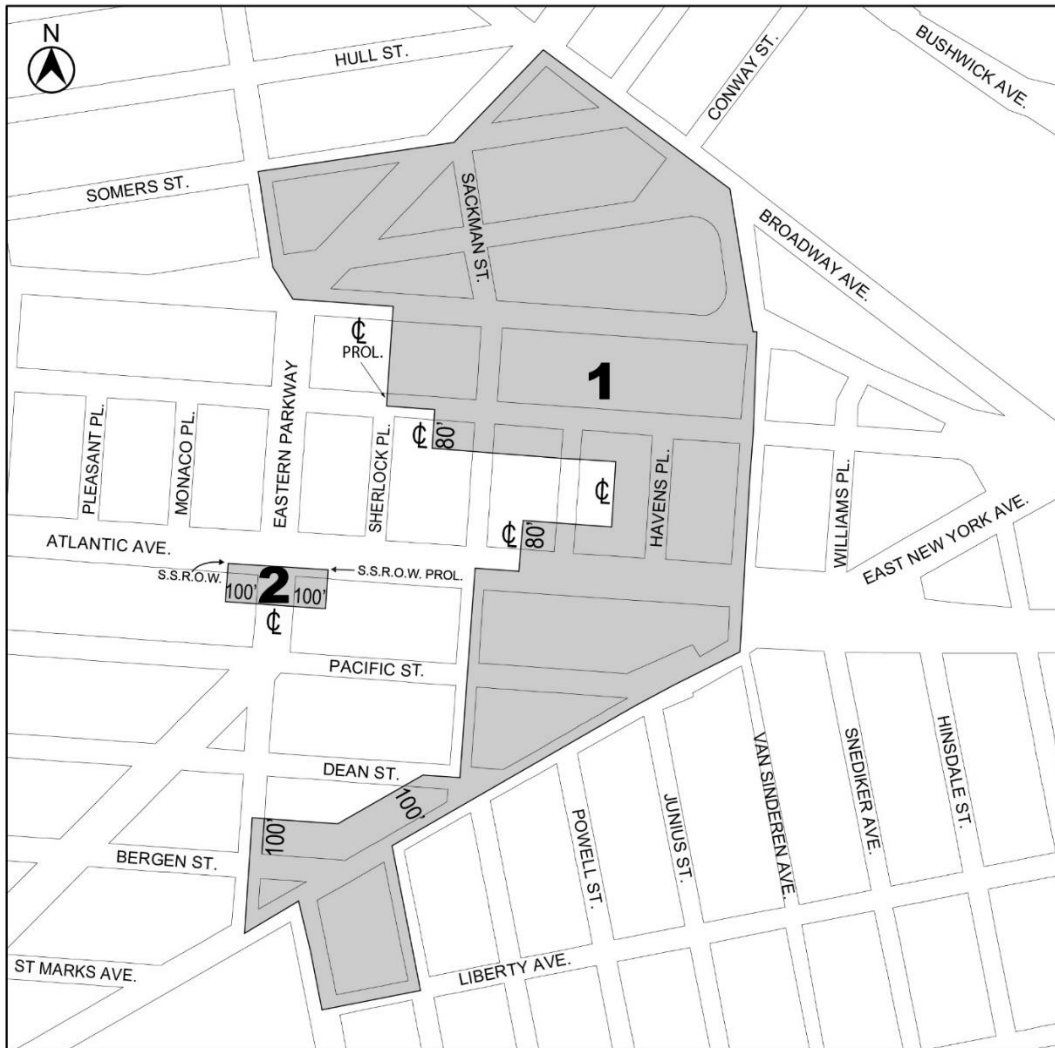 N
HULL ST.
CONWAY ST.
BUSHWICK AVE.
SOMERS ST.
SACKMAN ST.
BROADWAY AVE.
℄
PROL.
1
PLEASANT PL.
MONACO PL.
EASTERN PARKWAY
SHERLOCK PL.
℄
80'
℄
HAVENS PL.
WILLIAMS PL.
EAST NEW YORK AVE.
ATLANTIC AVE.
℄
80'
S.S.R.O.W.
2
S.S.R.O.W. PROL.
100'
100'
℄
PACIFIC ST.
DEAN ST.
100'
100'
BERGEN ST.
POWELL ST.
JUNIUS ST.
VAN SINDEREN AVE.
SNEDIKER AVE.
HINSDALE ST.
ST MARKS AVE.
LIBERTY AVE.